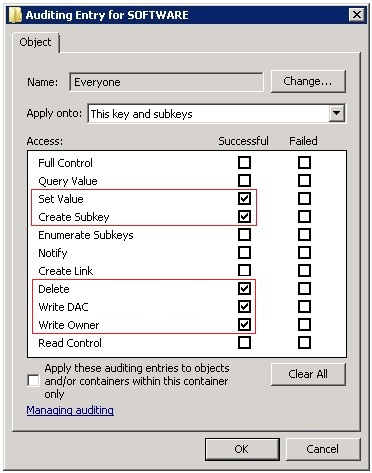 Auditing Entry for SOFTWARE
Object
Name: Everyone Change...
Apply onto: This key and subkeys
Access: Successful Failed
Full Control
Query Value
Set Value
Create Subkey
Enumerate Subkeys
Notify
Create Link
Delete
Write DAC
Write Owner
Read Control
Apply these auditing entries to objects
and/or containers within this container
only
Clear All
Managing auditing
OK Cancel